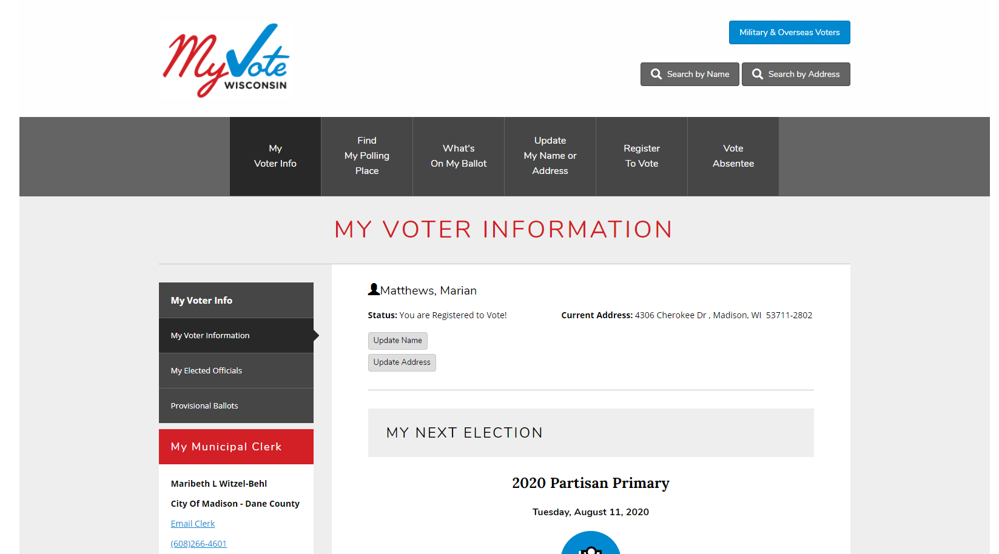 MyVote
WISCONSIN
Military & Overseas Voters
Search by Name
Search by Address
My
Voter Info
Find
My Polling
Place
What's
On My Ballot
Update
My Name or
Address
Register
To Vote
Vote
Absentee
MY VOTER INFORMATION
My Voter Info
My Voter Information
My Elected Officials
Provisional Ballots
My Municipal Clerk
Maribeth L Witzel-Behl
City Of Madison - Dane County
Email Clerk
(608)266-4601
Matthews, Marian
Status: You are Registered to Vote!
Current Address: 4306 Cherokee Dr , Madison, WI  53711-2802
Update Name
Update Address
MY NEXT ELECTION
2020 Partisan Primary
Tuesday, August 11, 2020